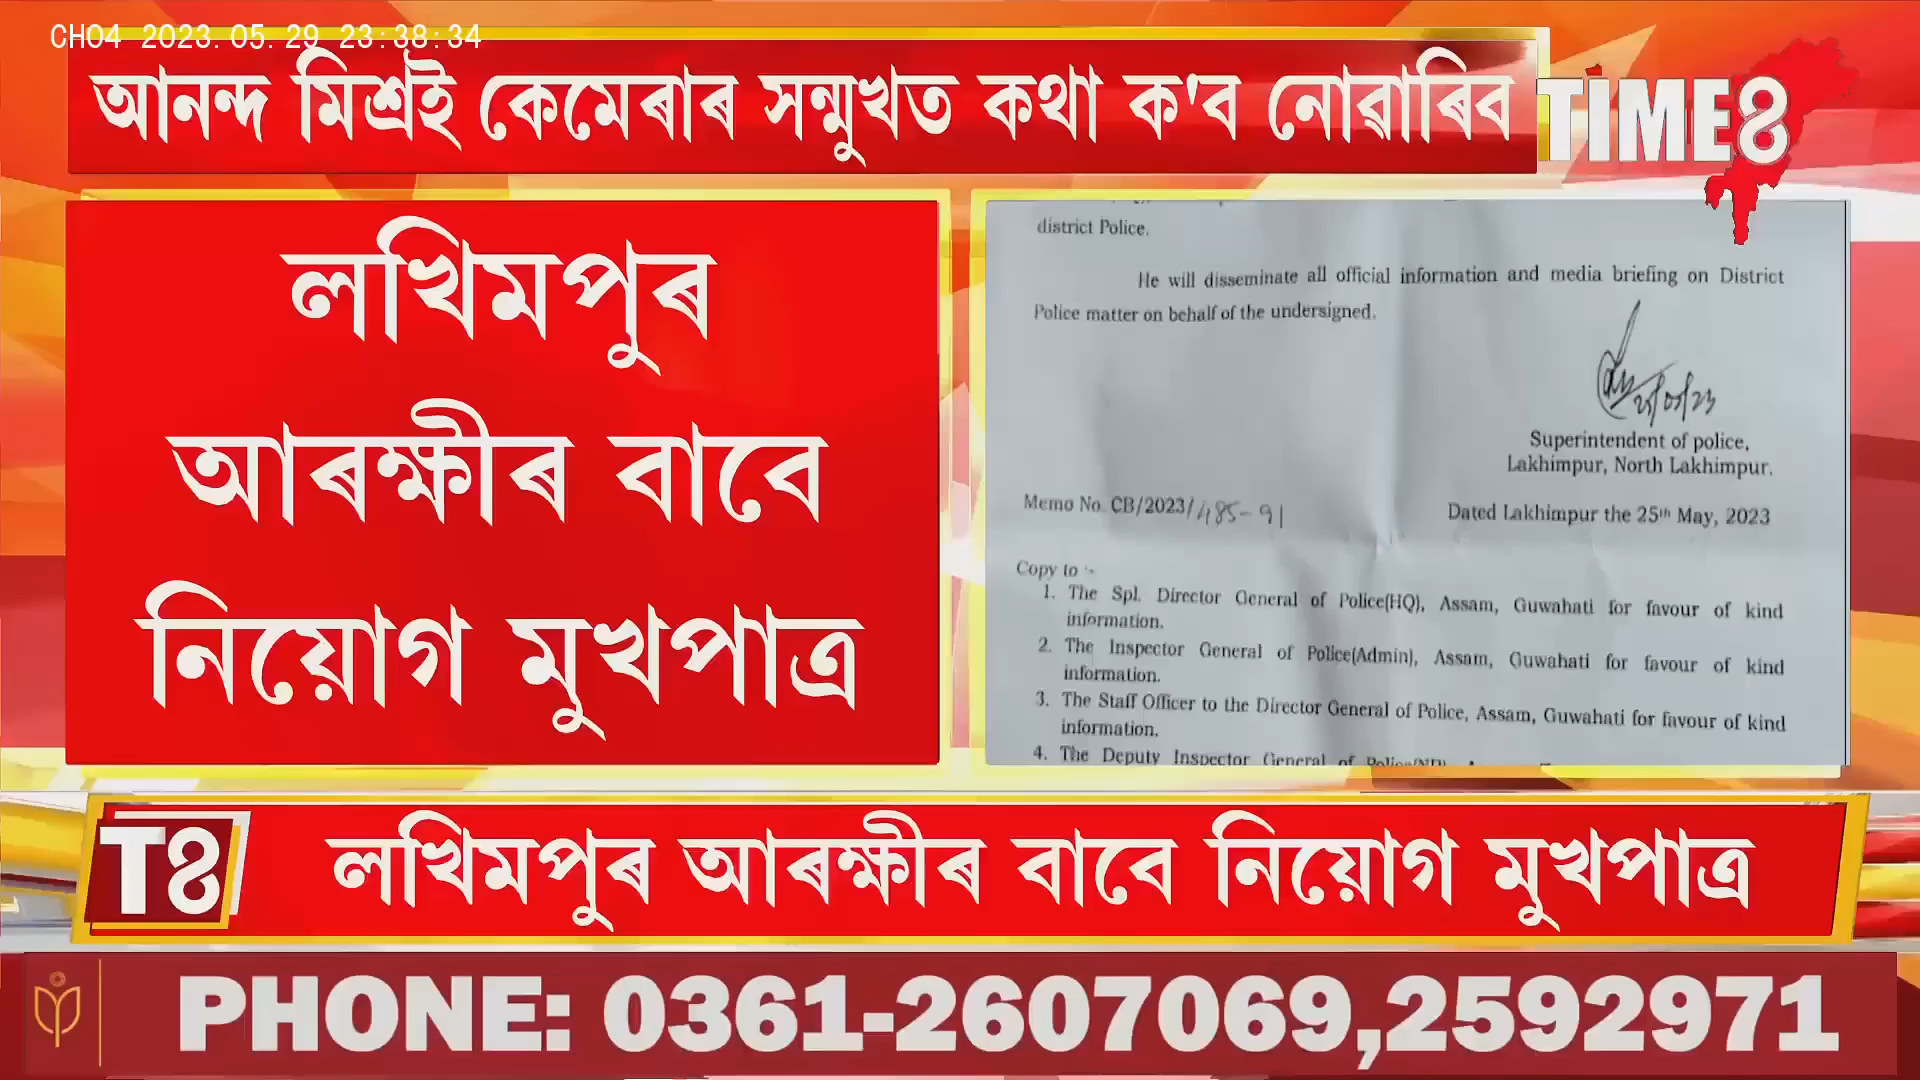 CH04 2023.05.29 23:38:34
আনন্দ মিশ্ৰই কেমেৰাৰ সন্মুখত কথা ক'ব নোৱাৰিব
TIME8
লখিমপুৰ
আৰক্ষীৰ বাবে
নিয়োগ মুখপাত্ৰ
district Police.
He will disseminate all official information and media briefing on District
Police matter on behalf of the undersigned.
Superintendent of police,
Lakhimpur, North Lakhimpur.
Memo No. CB/2023/485-91
Dated Lakhimpur the 25th May, 2023
Copy to :-
1. The Spl. Director General of Police(HQ), Assam, Guwahati for favour of kind
information.
2. The Inspector General of Police(Admin), Assam, Guwahati for favour of kind
information.
3. The Staff Officer to the Director General of Police, Assam, Guwahati for favour of kind
information.
4. The Deputy Inspector General of
T8
লখিমপুৰ আৰক্ষীৰ বাবে নিয়োগ মুখপাত্ৰ
PHONE: 0361-2607069,2592971